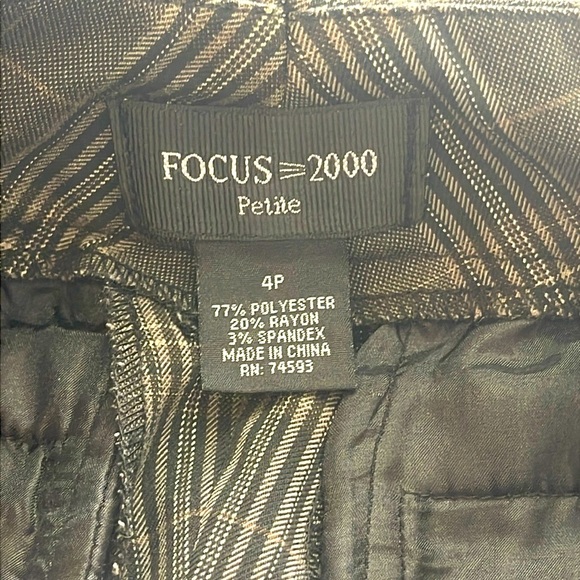 FOCUS 2000
Petite
4P
77% POLYESTER
20% RAYON
3% SPANDEX
MADE IN CHINA
RN: 74593